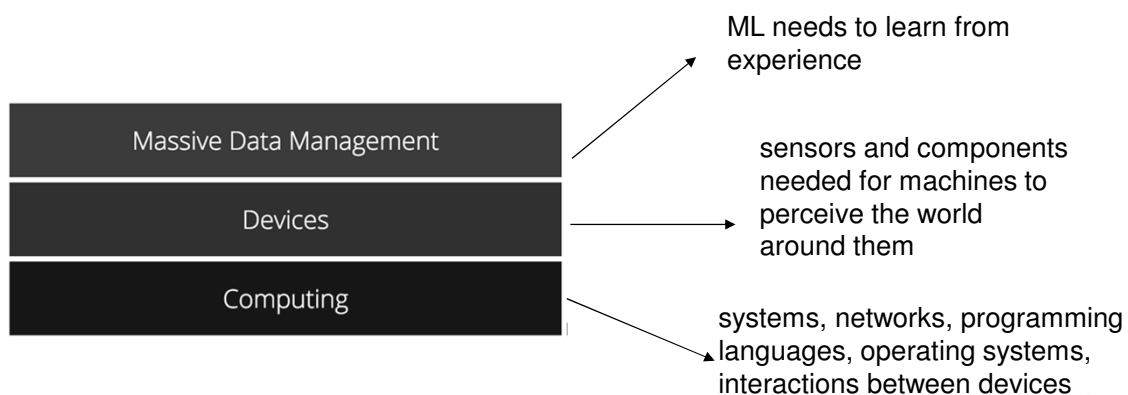 ML needs to learn from
experience
Massive Data Management
sensors and components
needed for machines to
perceive the world
around them
Devices
Computing
systems, networks, programming
languages, operating systems,
interactions between devices